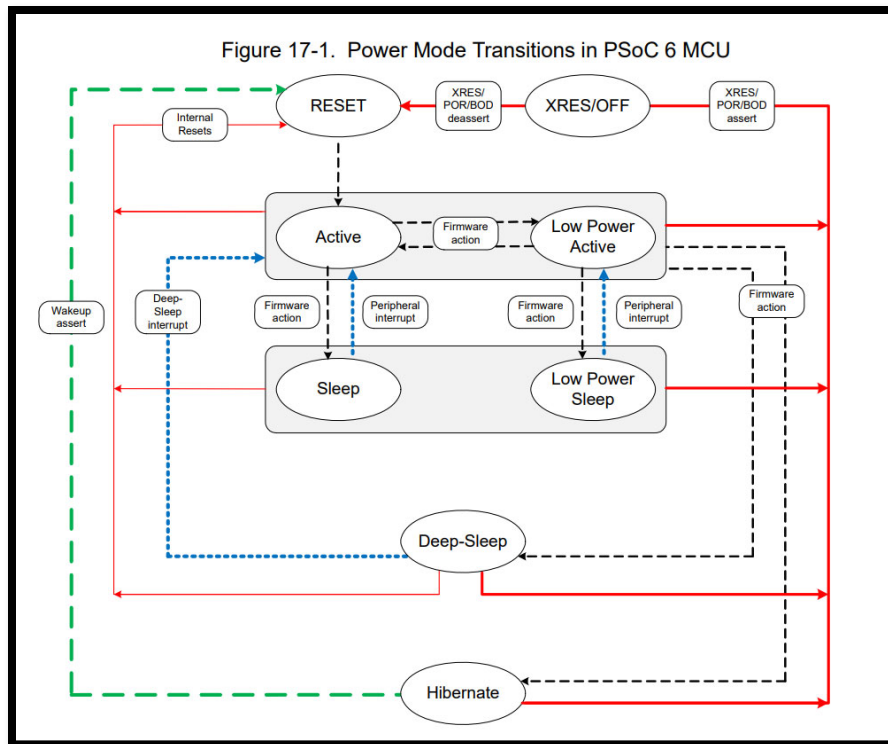 Figure 17-1. Power Mode Transitions in PSoC 6 MCU
RESET
XRES/
POR/BOD
deassert
XRES/OFF
XRES/
POR/BOD
assert
Internal
Resets
Active
Firmware
action
Low Power
Active
Wakeup
assert
Deep-
Sleep
interrupt
Firmware
action
Peripheral
interrupt
Firmware
action
Peripheral
interrupt
Firmware
action
Sleep
Low Power
Sleep
Deep-Sleep
Hibernate